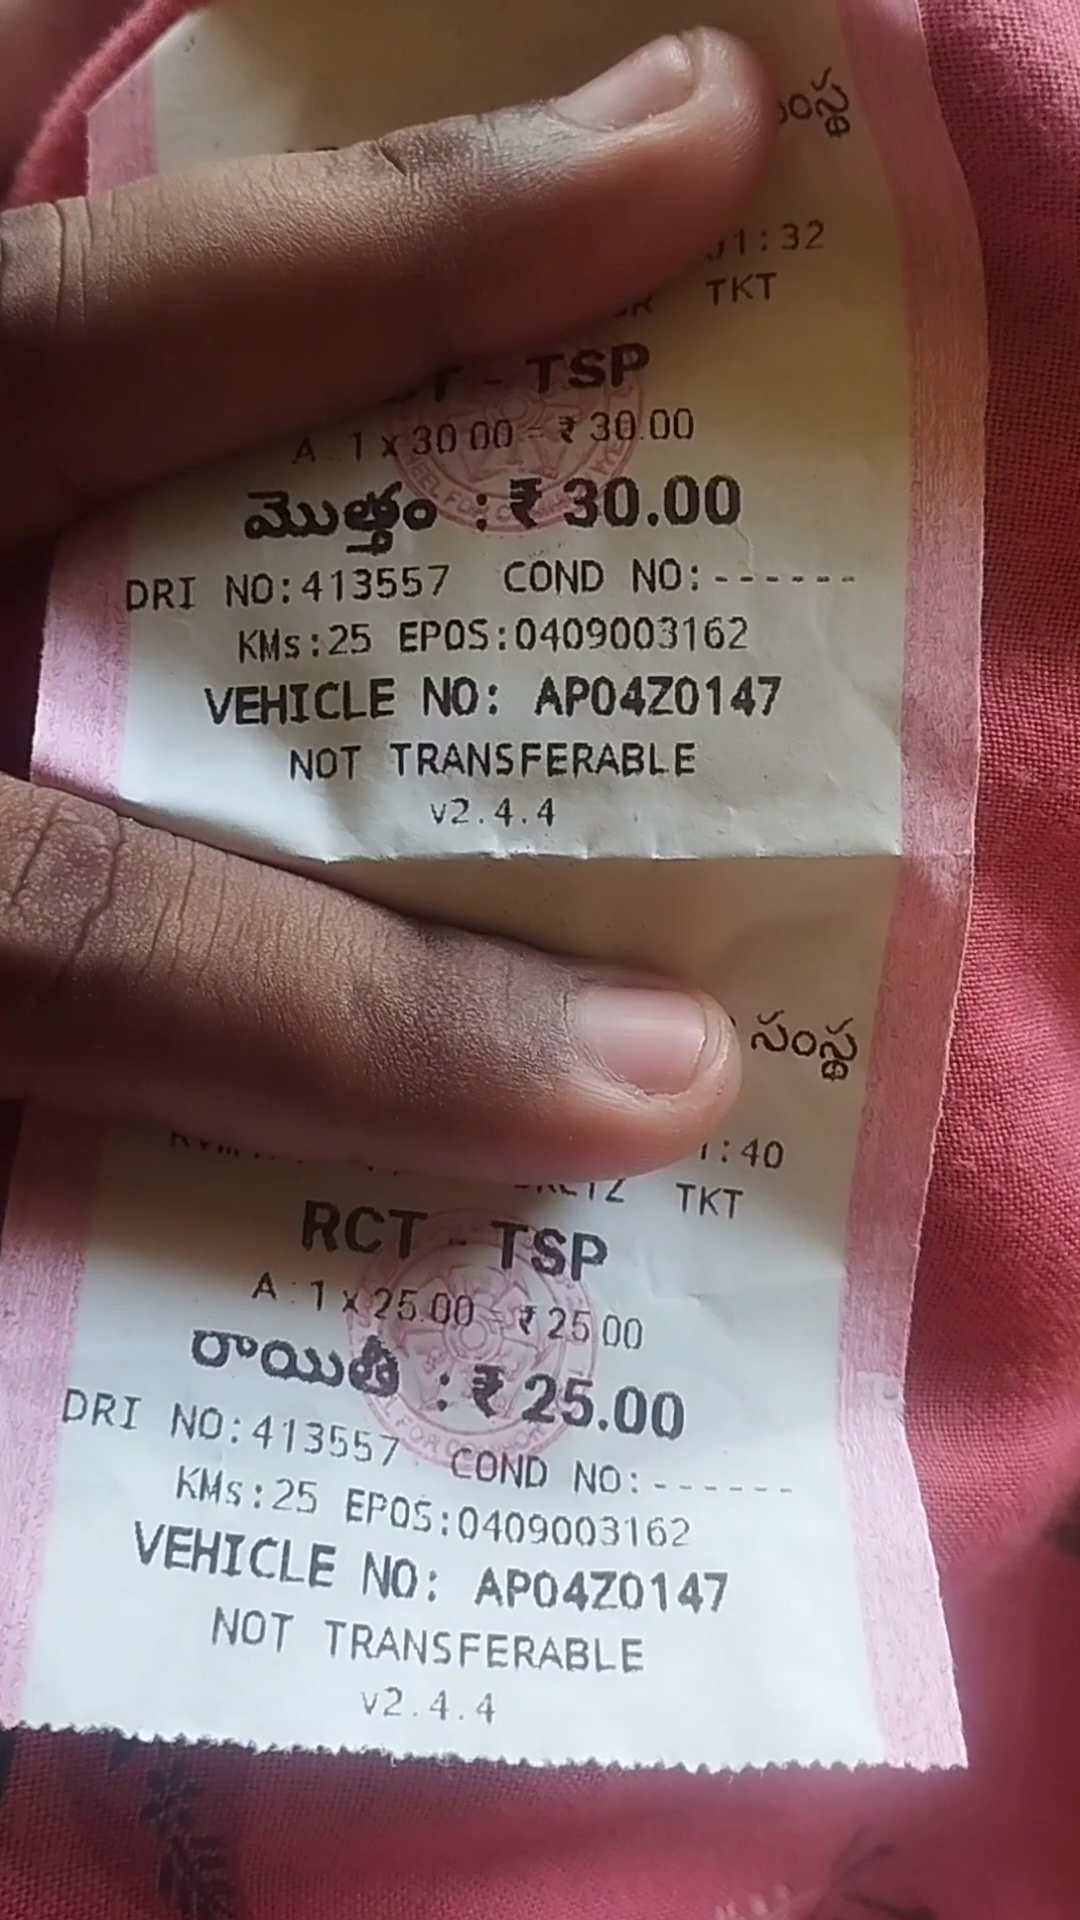 సంస్థ
1:32
TKT
- TSP
A : 1 x 30.00 = ₹ 30.00
మొత్తం : ₹ 30.00
DRI NO:413557 COND NO:------
KMs:25 EPOS:0409003162
VEHICLE NO: AP04Z0147
NOT TRANSFERABLE
v2.4.4
సంస్థ
:40
TKT
RCT - TSP
A : 1 x 25.00 = ₹ 25.00
రాయితీ : ₹ 25.00
DRI NO:413557 COND NO:------
KMs:25 EPOS:0409003162
VEHICLE NO: AP04Z0147
NOT TRANSFERABLE
v2.4.4